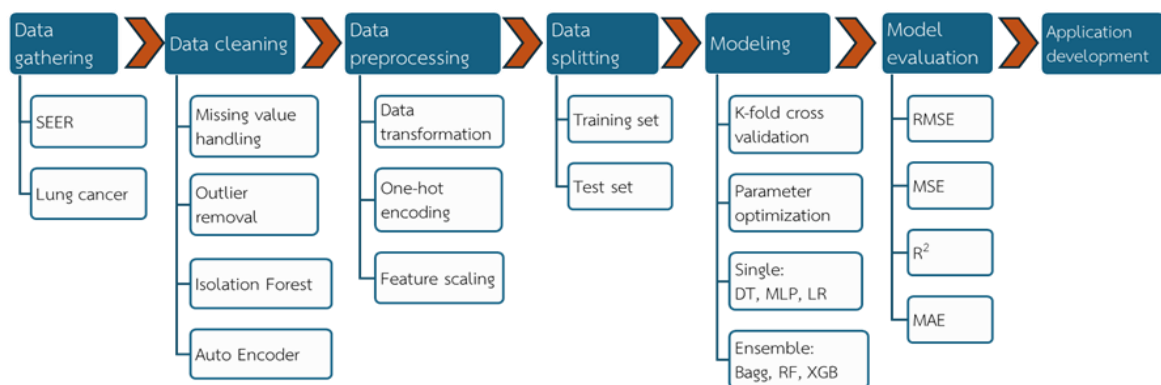 Data
gathering
SEER
Lung cancer
Data cleaning
Missing value
handling
Outlier
removal
Isolation Forest
Auto Encoder
Data
preprocessing
Data
transformation
One-hot
encoding
Feature scaling
Data
splitting
Training set
Test set
Modeling
K-fold cross
validation
Parameter
optimization
Single:
DT, MLP, LR
Ensemble:
Bagg, RF, XGB
Model
evaluation
RMSE
MSE
R²
MAE
Application
development